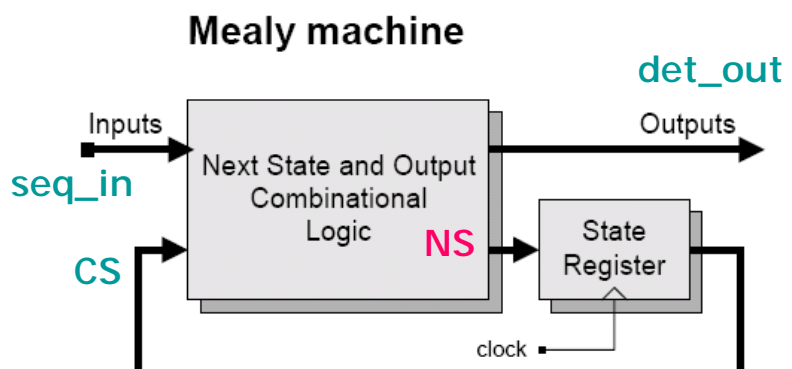 Mealy machine
det_out
Inputs
Outputs
seq_in
Next State and Output
Combinational
Logic
NS
CS
State
Register
clock